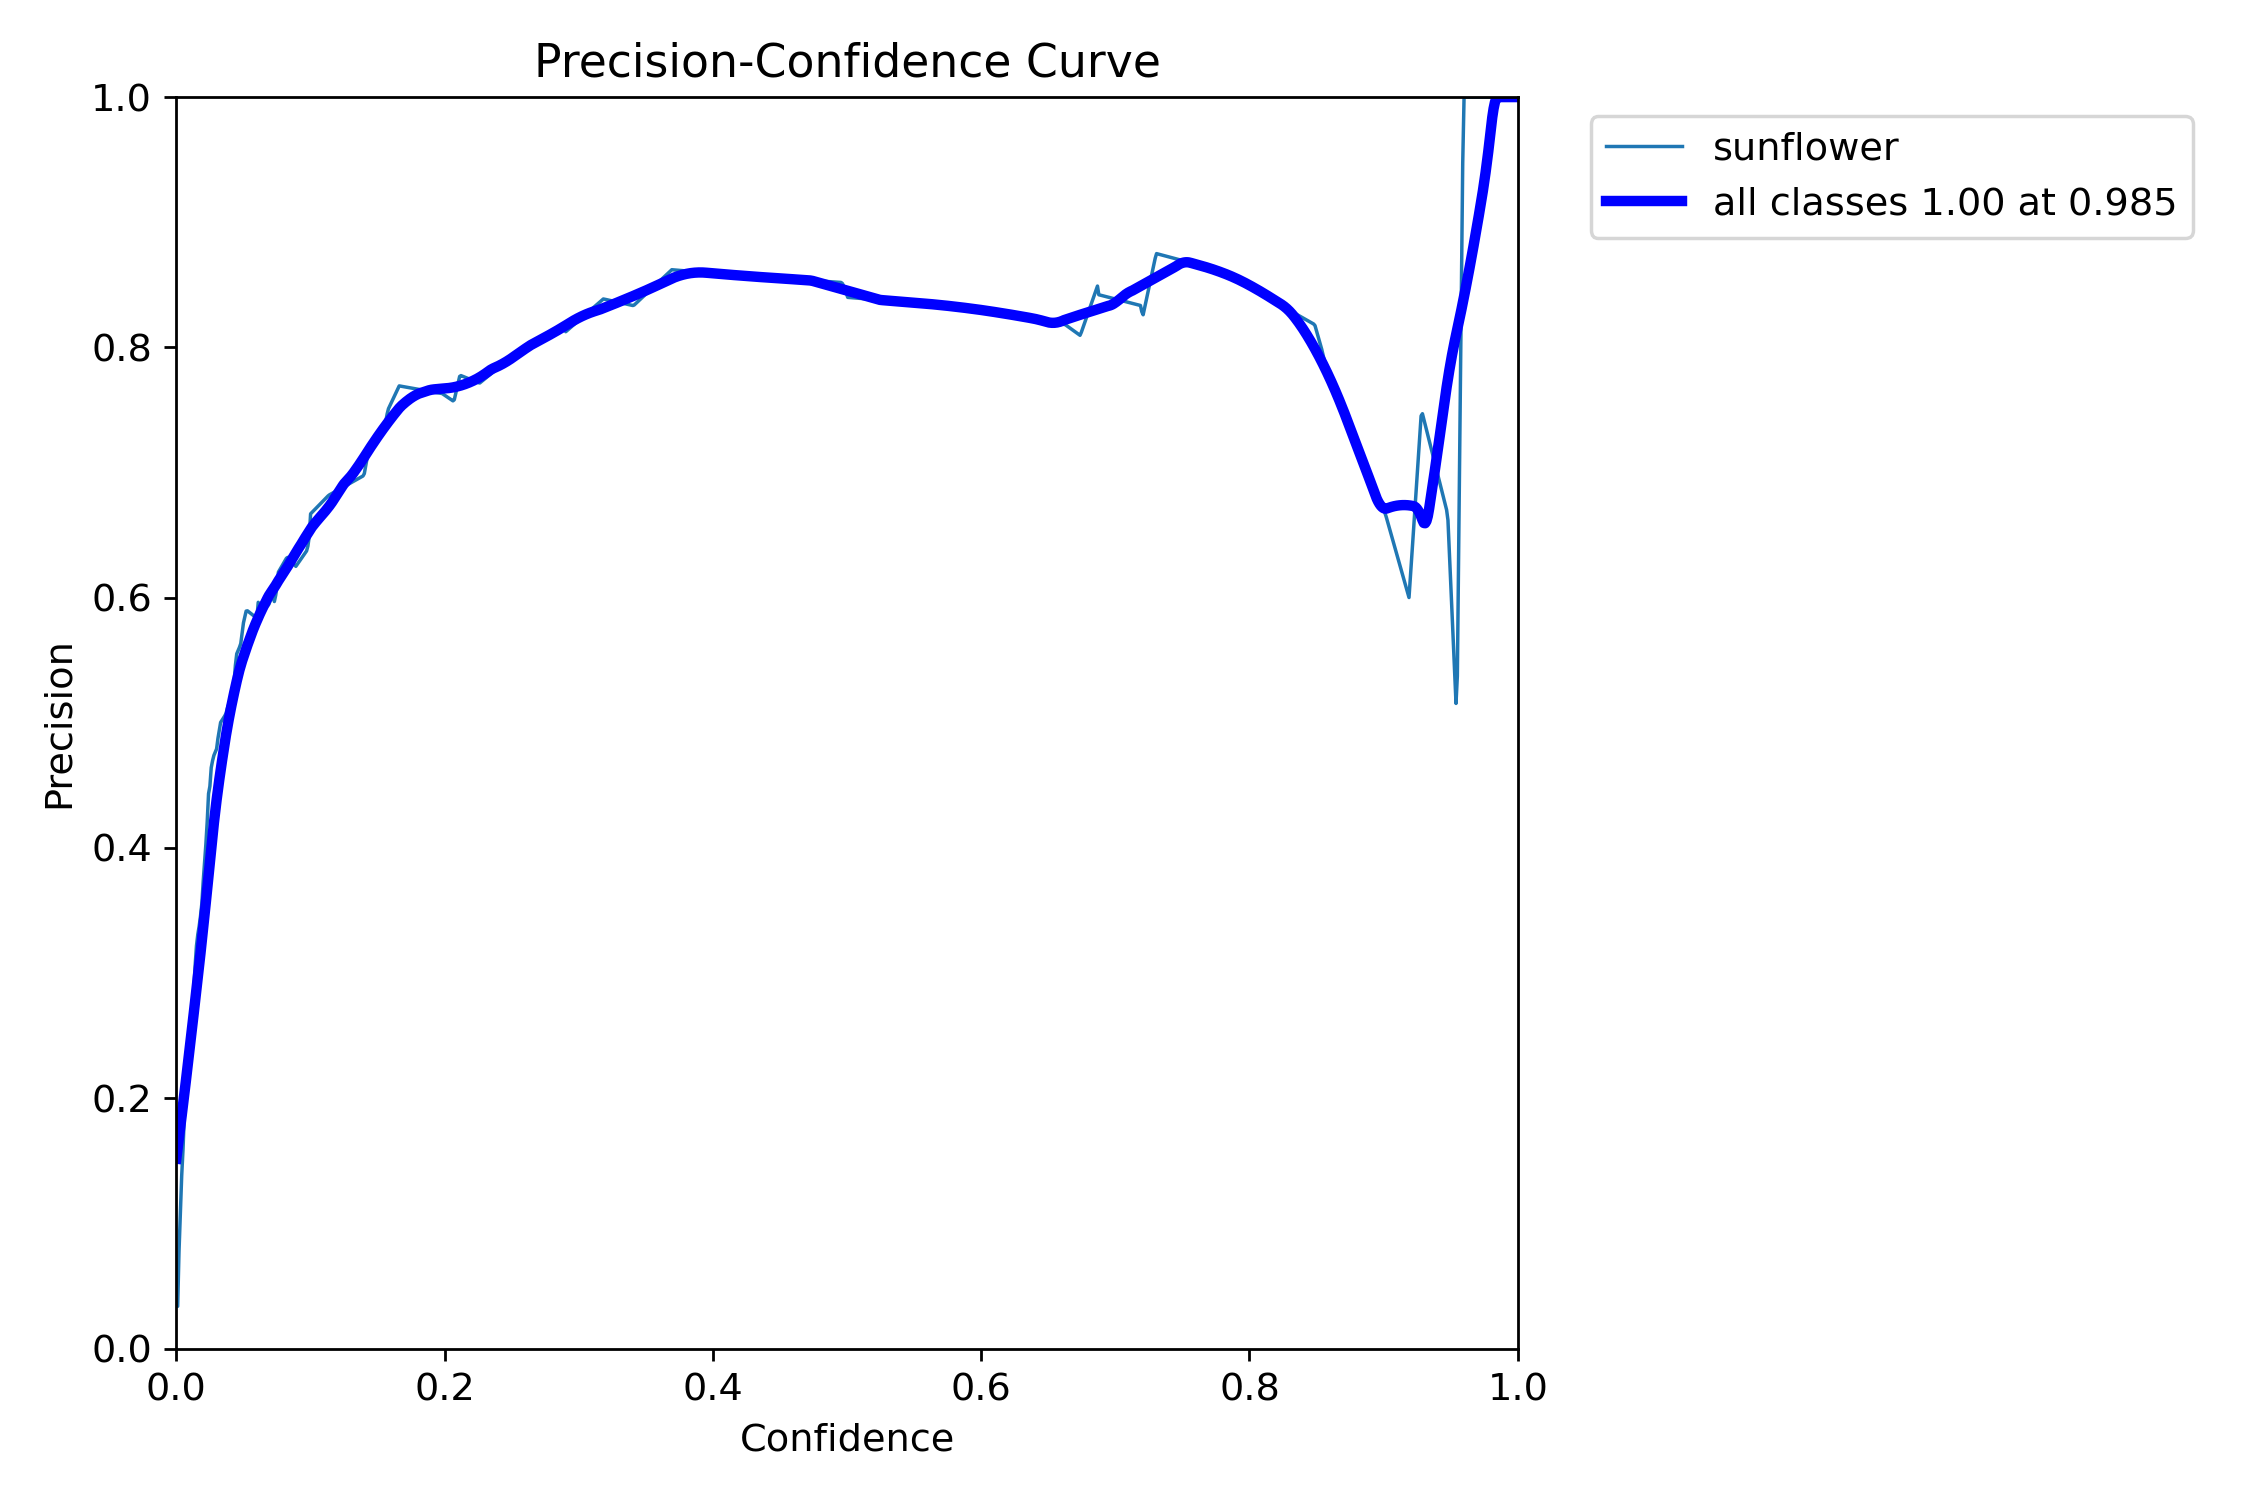 Precision-Confidence Curve
1.0
0.8
0.6
0.4
0.2
0.0
Precision
0.0 0.2 0.4 0.6 0.8 1.0
Confidence
sunflower
all classes 1.00 at 0.985